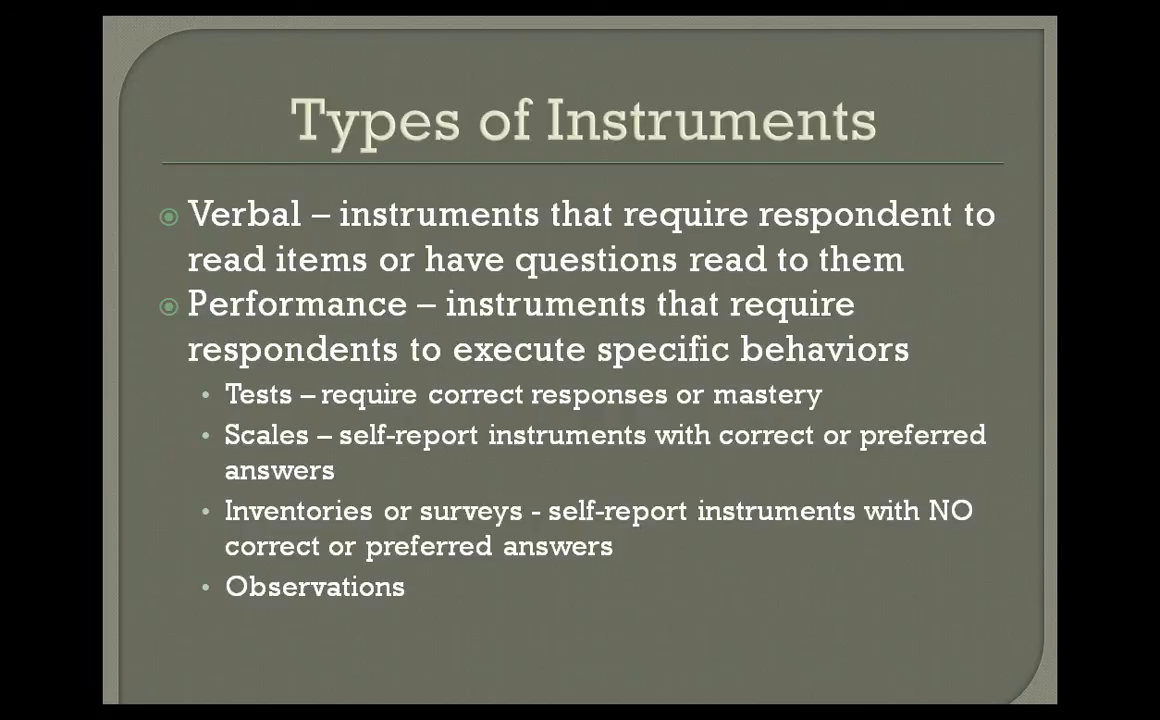 Types of Instruments
Verbal – instruments that require respondent to
read items or have questions read to them
Performance – instruments that require
respondents to execute specific behaviors
Tests – require correct responses or mastery
Scales – self-report instruments with correct or preferred
answers
Inventories or surveys - self-report instruments with NO
correct or preferred answers
Observations